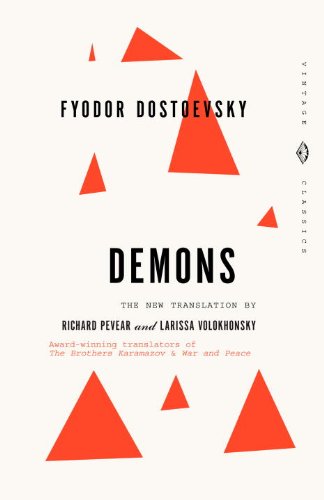 FYODOR DOSTOEVSKY
VINTAGE CLASSICS
DEMONS
THE NEW TRANSLATION BY
RICHARD PEVEAR and LARISSA VOLOKHONSKY
Award-winning translators of
The Brothers Karamazov & War and Peace